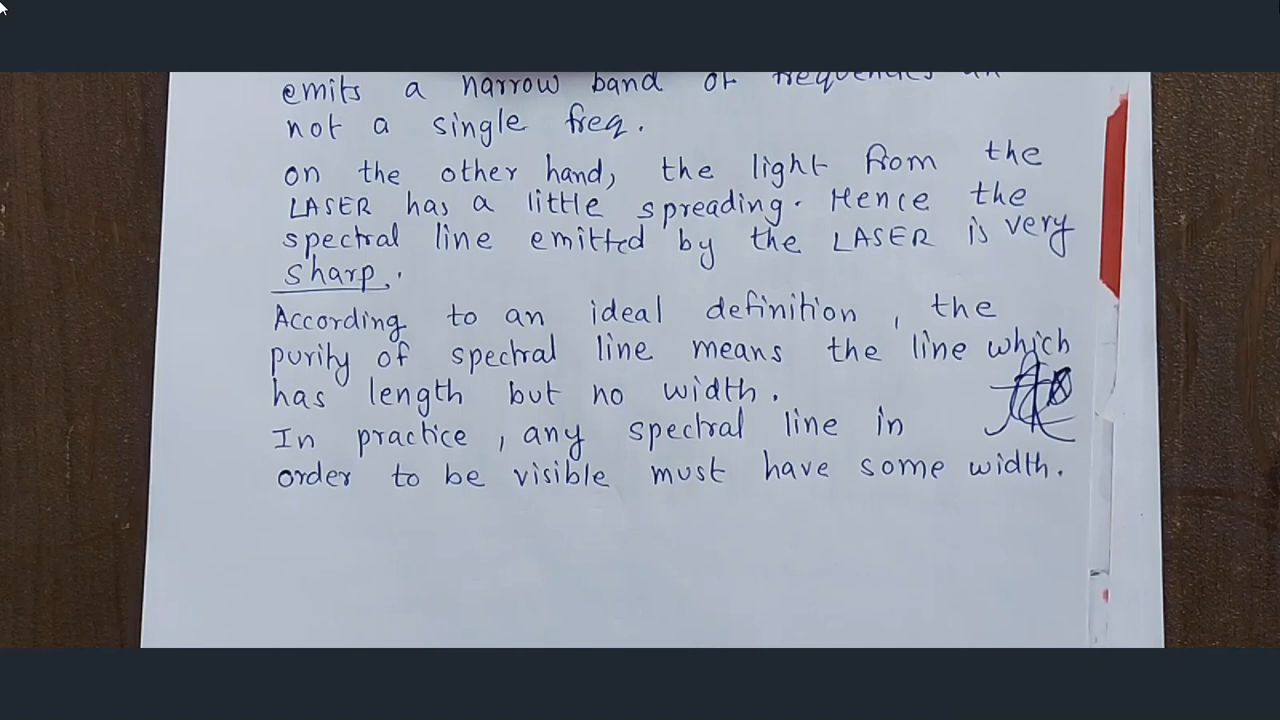 emits a narrow band of frequencies
not a single freq.
on the other hand, the light from the
LASER has a little spreading. Hence the
spectral line emitted by the LASER is very
sharp.
According to an ideal definition, the
purity of spectral line means the line which
has length but no width.
In practice, any spectral line in
order to be visible must have some width.